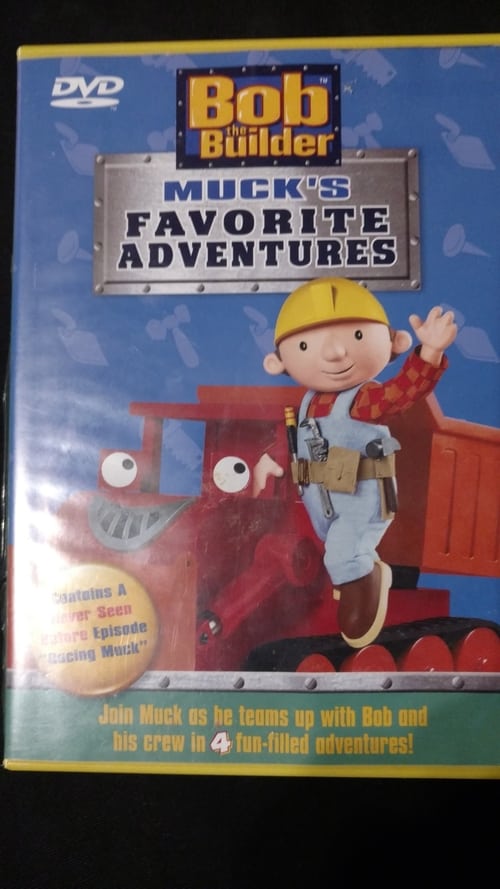 DVD
Bob
the
Builder
TM
MUCK'S
FAVORITE
ADVENTURES
Contains A
Never Seen
Before Episode
"Racing Muck"
Join Muck as he teams up with Bob and
his crew in 4 fun-filled adventures!